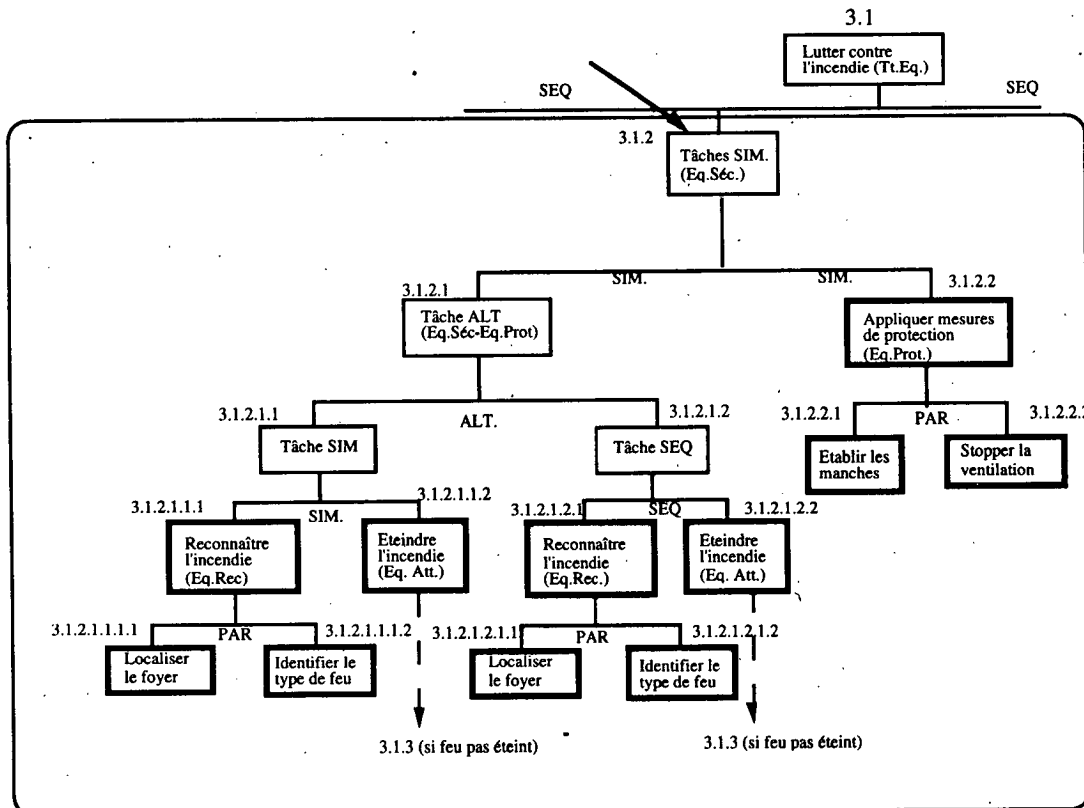 3.1
Lutter contre
l'incendie (Tt.Eq.)
SEQ
SEQ
3.1.2
Tâches SIM.
(Eq.Séc.)
SIM.
SIM.
3.1.2.1
Tâche ALT
(Eq.Séc-Eq.Prot)
3.1.2.2
Appliquer mesures
de protection
(Eq.Prot.)
3.1.2.1.1
ALT.
3.1.2.1.2
Tâche SIM
Tâche SEQ
3.1.2.2.1
PAR
Etablir les
manches
Stopper la
ventilation
3.1.2.1.1.1
SIM.
3.1.2.1.1.2
Reconnaître
l'incendie
(Eq.Rec)
Eteindre
l'incendie
(Eq. Att.)
3.1.2.1.2.1
SEQ
3.1.2.1.2.2
Reconnaître
l'incendie
(Eq.Rec.)
Eteindre
l'incendie
(Eq. Att.)
3.1.2.1.1.1.1
PAR
3.1.2.1.1.1.2
Localiser
le foyer
Identifier le
type de feu
3.1.2.1.2.1.1
PAR
3.1.2.1.2.1.2
Localiser
le foyer
Identifier le
type de feu
3.1.3 (si feu pas éteint)
3.1.3 (si feu pas éteint)